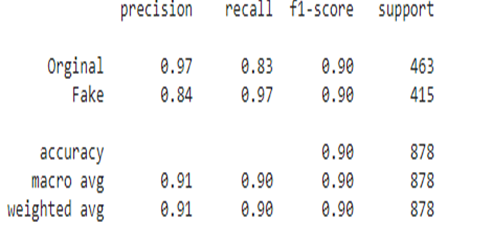 precision recall f1-score support
Orginal 0.97 0.83 0.90 463
Fake 0.84 0.97 0.90 415
accuracy 0.90 878
macro avg 0.91 0.90 0.90 878
weighted avg 0.91 0.90 0.90 878